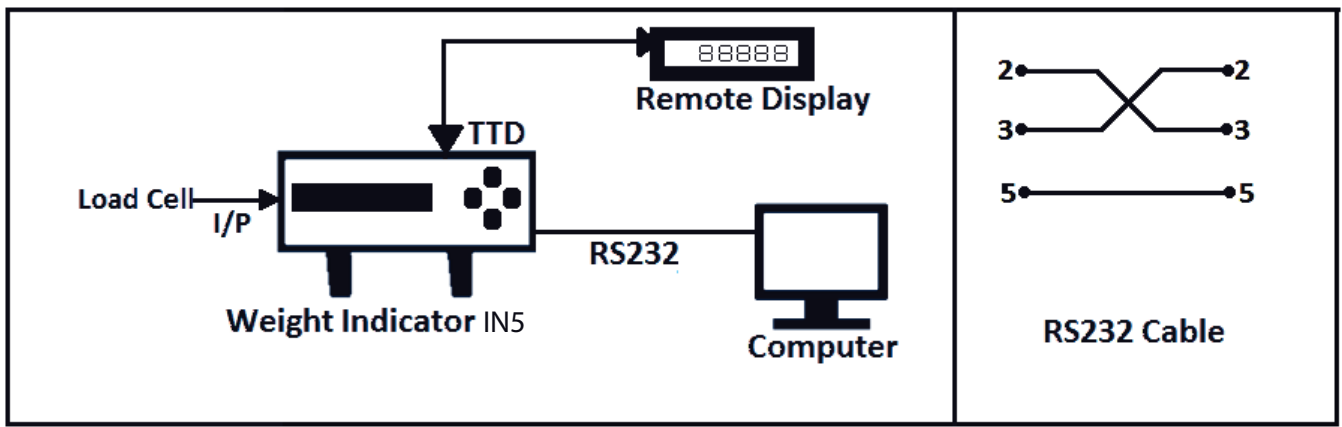 88888
Remote Display
TTD
Load Cell
I/P
RS232
Weight Indicator IN5
Computer
2 2
3 3
5 5
RS232 Cable